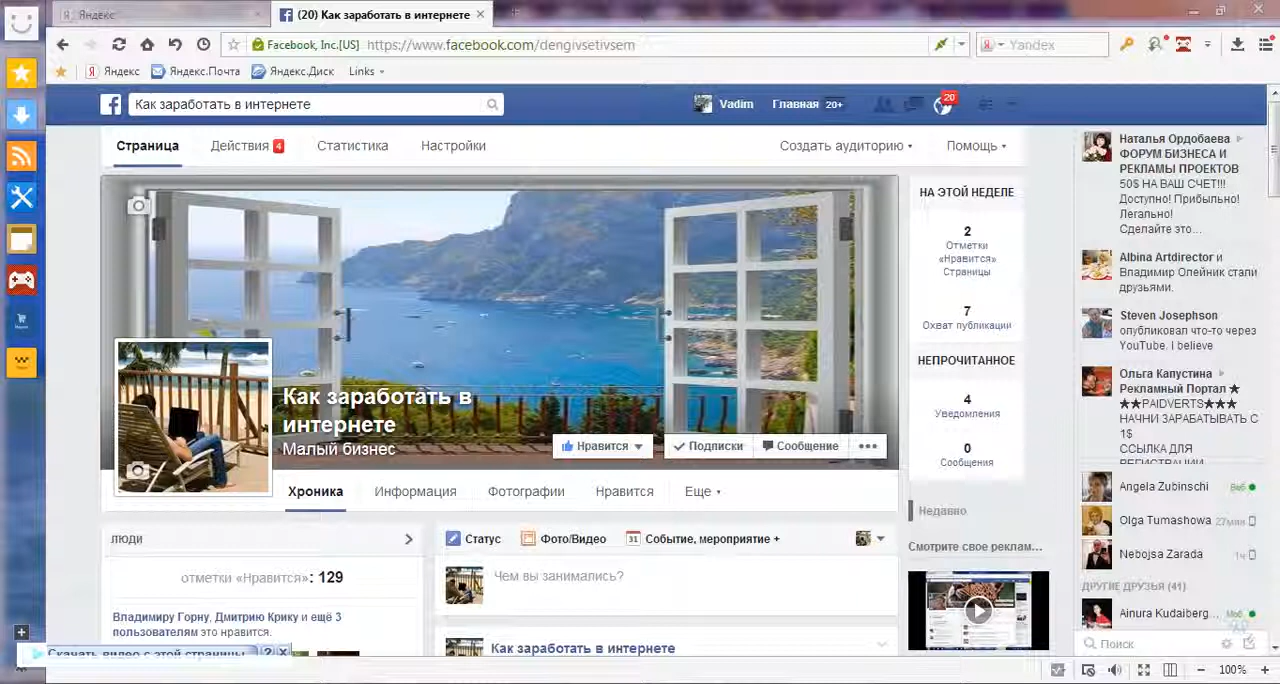 Яндекс
(20) Как заработать в интернете
Facebook, Inc.[US] https://www.facebook.com/dengivsetivsem
Yandex
Яндекс
Яндекс.Почта
Яндекс.Диск
Links
Как заработать в интернете
Vadim
Главная 20+
20
Страница
Действия 4
Статистика
Настройки
Создать аудиторию
Помощь
Как заработать в
интернете
Малый бизнес
Нравится
Подписки
Сообщение
Хроника
Информация
Фотографии
Нравится
Еще
НА ЭТОЙ НЕДЕЛЕ
2
Отметки
«Нравится»
Страницы
7
Охват публикации
НЕПРОЧИТАННОЕ
4
Уведомления
0
Сообщения
Недавно
Смотрите свое реклам...
ЛЮДИ
отметки «Нравится»: 129
Владимиру Горну, Дмитрию Крику и ещё 3
пользователям это нравится.
Скачать видео с этой страницы ? X
Статус
Фото/Видео
31 Событие, мероприятие +
Чем вы занимались?
Как заработать в интернете
Наталья Ордобаева
ФОРУМ БИЗНЕСА И
РЕКЛАМЫ ПРОЕКТОВ
50$ НА ВАШ СЧЕТ!!!
Доступно! Прибыльно!
Легально!
Сделайте это...
Albina Artdirector и
Владимир Олейник стали
друзьями.
Steven Josephson
опубликовал что-то через
YouTube. I believe
Ольга Капустина
Рекламный Портал ★
★★PAIDVERTS★★★
НАЧНИ ЗАРАБАТЫВАТЬ С
1$
ССЫЛКА ДЛЯ
РЕГИСТРАЦИИ
Angela Zubinschi Веб
Olga Tumashowa 27мин
Nebojsa Zarada 1ч
ДРУГИЕ ДРУЗЬЯ (41)
Ainura Kudaiberg... Моб
Поиск
100%